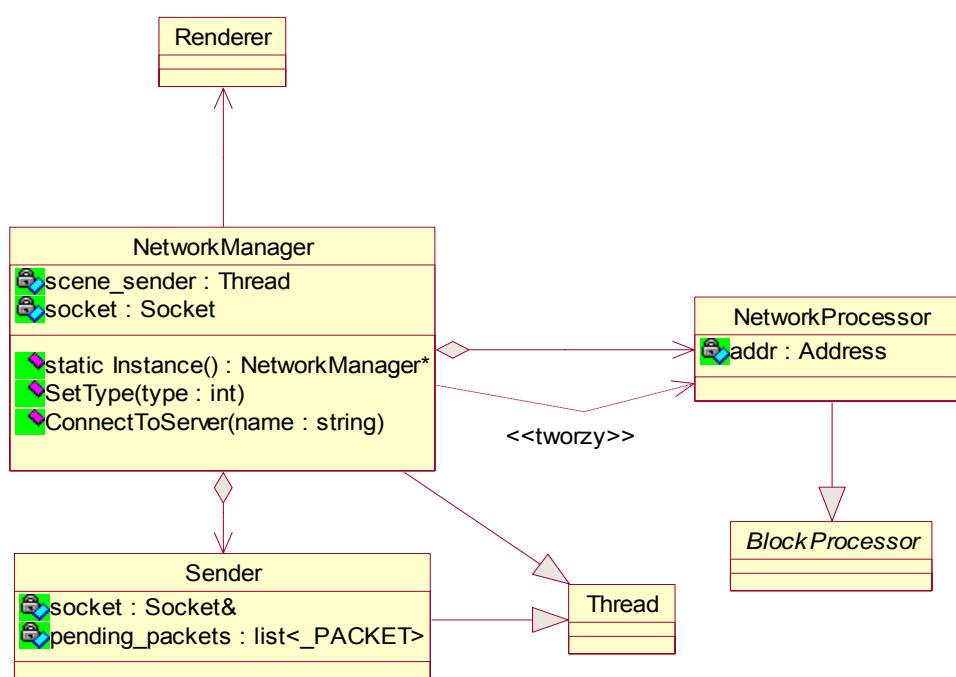 Renderer
NetworkManager
scene_sender : Thread
socket : Socket
static Instance() : NetworkManager*
SetType(type : int)
ConnectToServer(name : string)
NetworkProcessor
addr : Address
<<tworzy>>
BlockProcessor
Sender
socket : Socket&
pending_packets : list<_PACKET>
Thread